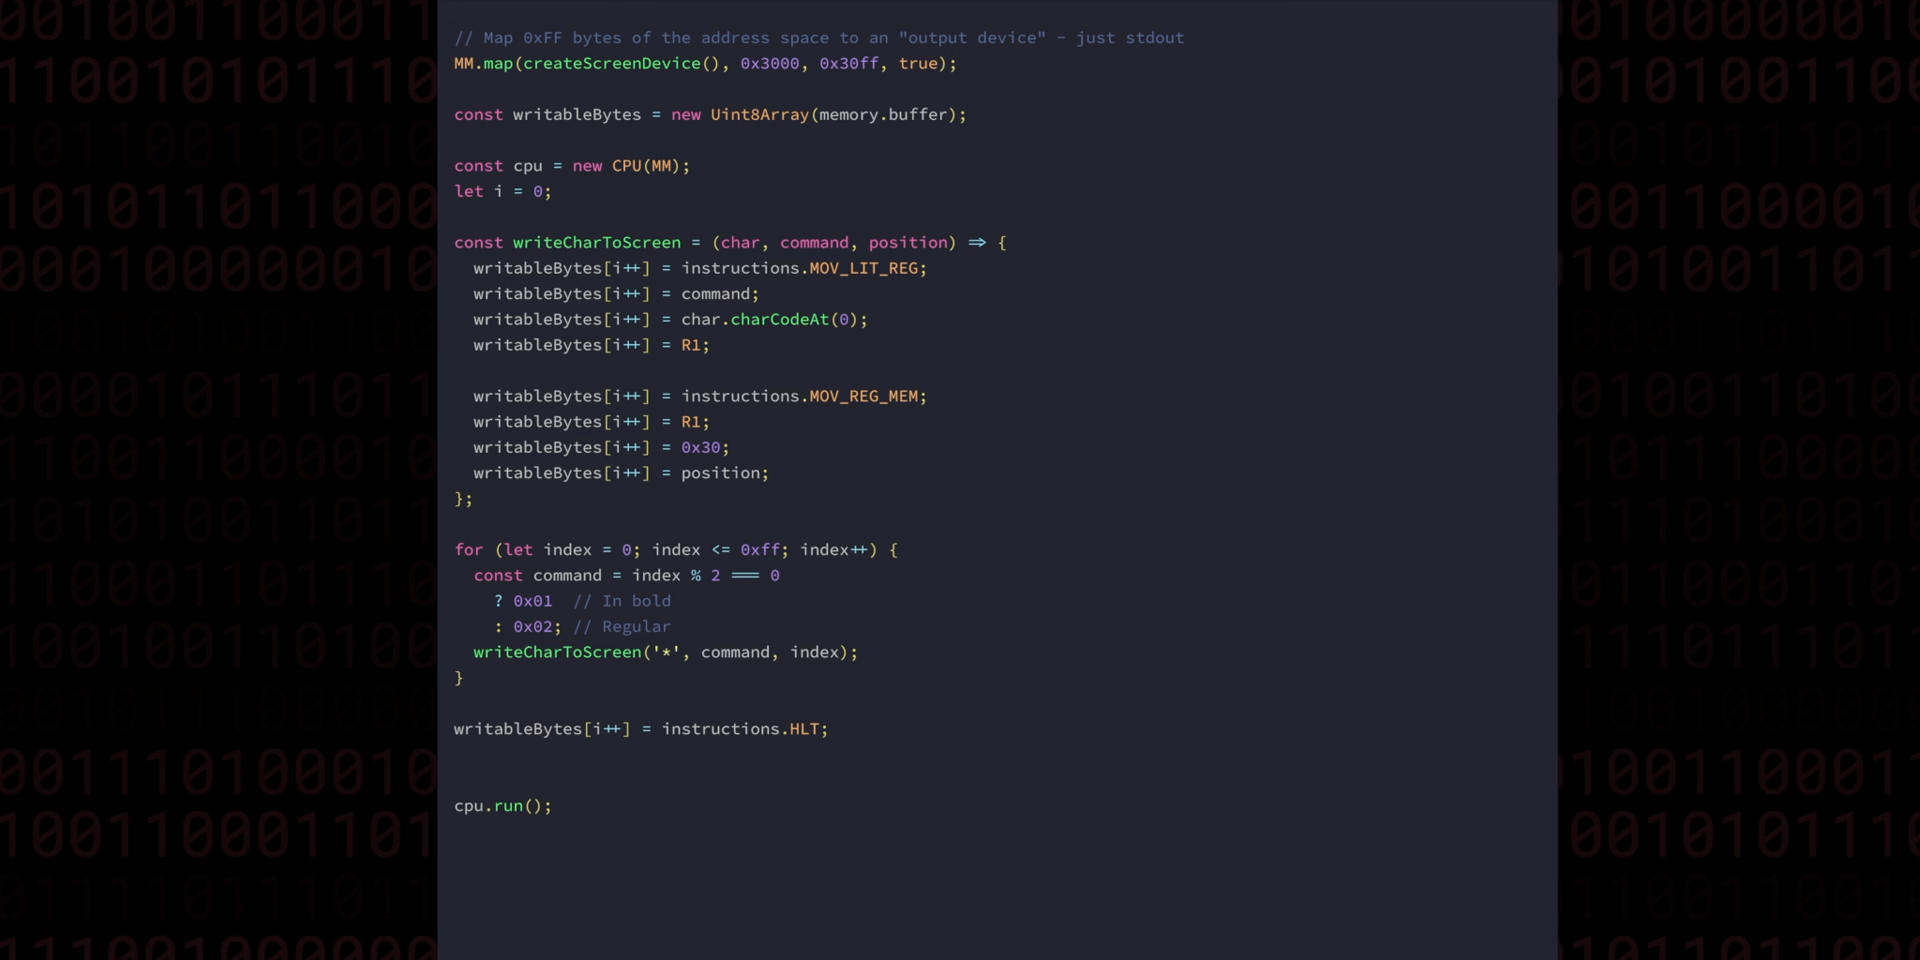 // Map 0xFF bytes of the address space to an "output device" - just stdout
MM.map(createScreenDevice(), 0x3000, 0x30ff, true);
const writableBytes = new Uint8Array(memory.buffer);
const cpu = new CPU(MM);
let i = 0;
const writeCharToScreen = (char, command, position) => {
writableBytes[i++] = instructions.MOV_LIT_REG;
writableBytes[i++] = command;
writableBytes[i++] = char.charCodeAt(0);
writableBytes[i++] = R1;
writableBytes[i++] = instructions.MOV_REG_MEM;
writableBytes[i++] = R1;
writableBytes[i++] = 0x30;
writableBytes[i++] = position;
};
for (let index = 0; index <= 0xff; index++) {
const command = index % 2 === 0
? 0x01 // In bold
: 0x02; // Regular
writeCharToScreen('*', command, index);
}
writableBytes[i++] = instructions.HLT;
cpu.run();